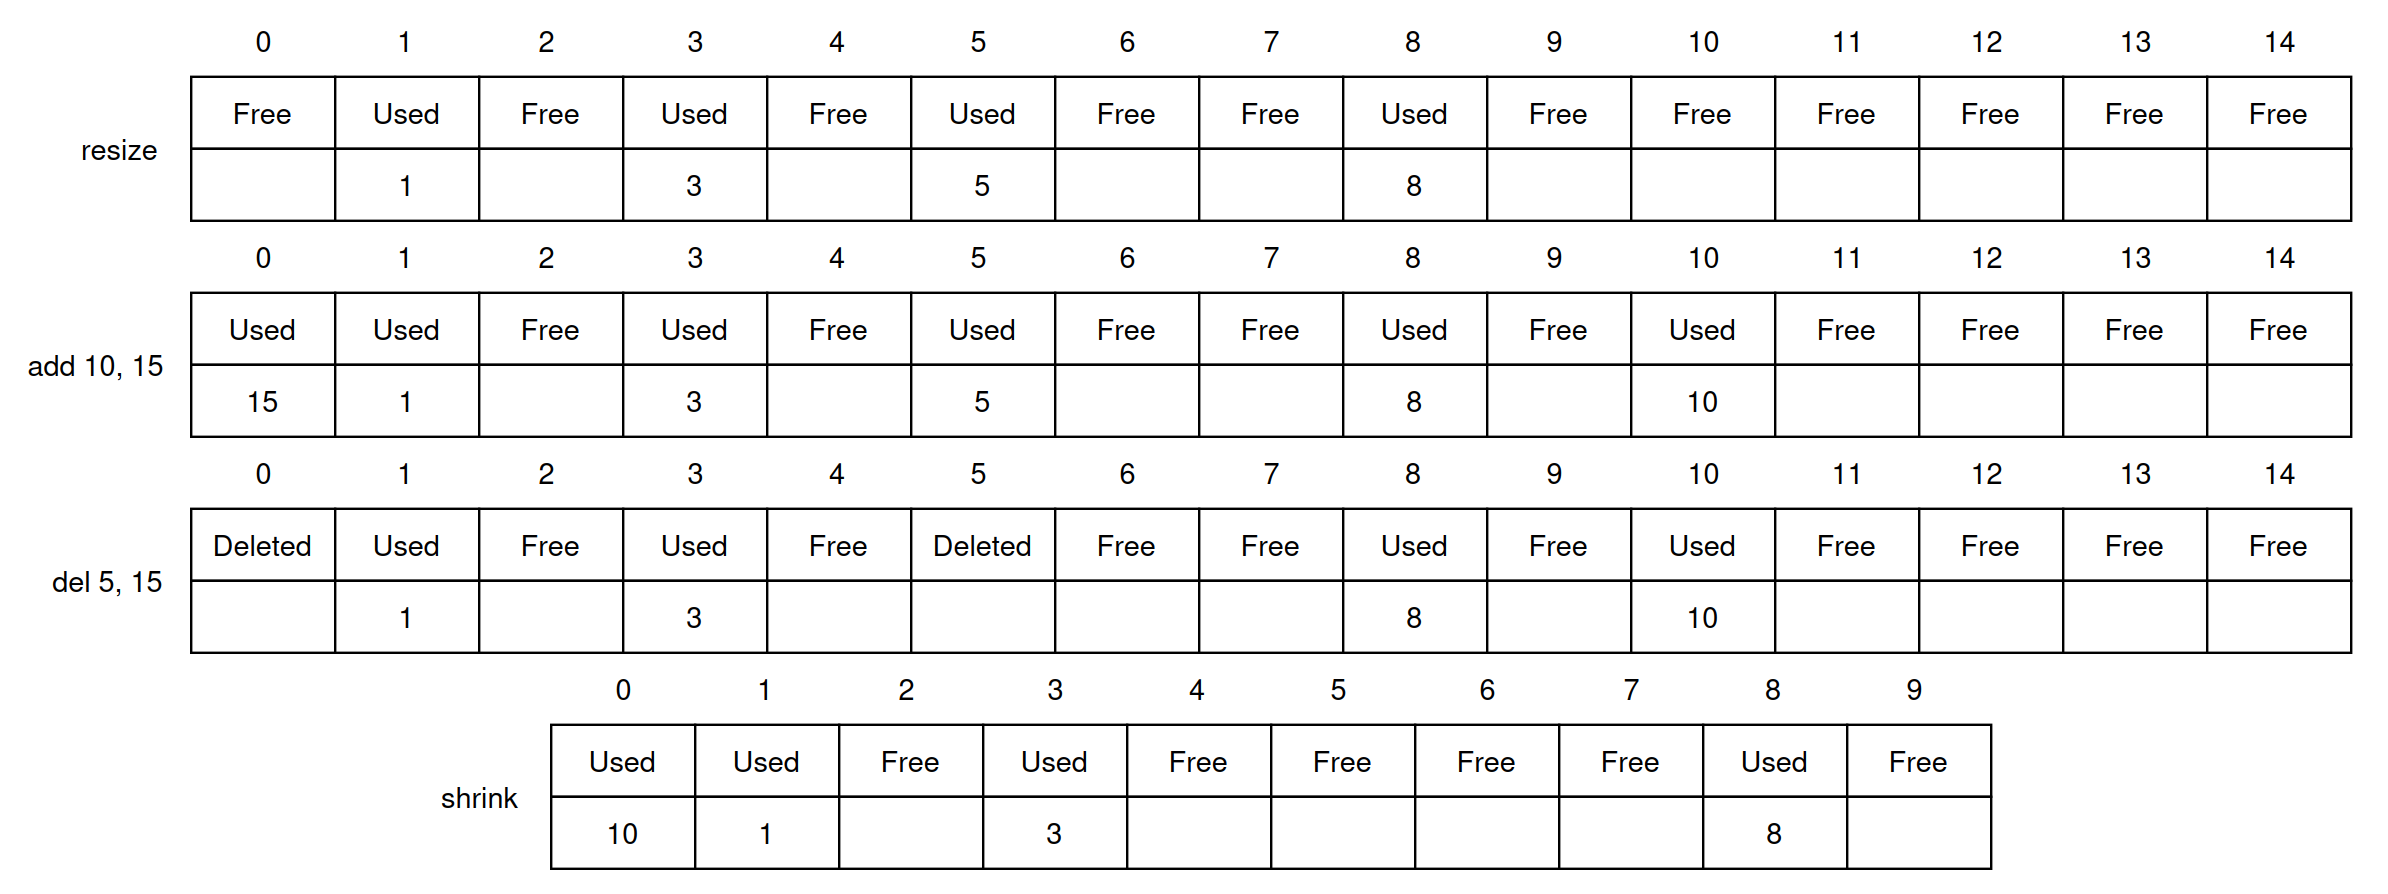 0 1 2 3 4 5 6 7 8 9 10 11 12 13 14
Free Used Free Used Free Used Free Free Used Free Free Free Free Free Free
resize
1 3 5 8
0 1 2 3 4 5 6 7 8 9 10 11 12 13 14
Used Used Free Used Free Used Free Free Used Free Used Free Free Free Free
add 10, 15
15 1 3 5 8 10
0 1 2 3 4 5 6 7 8 9 10 11 12 13 14
Deleted Used Free Used Free Deleted Free Free Used Free Used Free Free Free Free
del 5, 15
1 3 8 10
0 1 2 3 4 5 6 7 8 9
Used Used Free Used Free Free Free Free Used Free
shrink
10 1 3 8